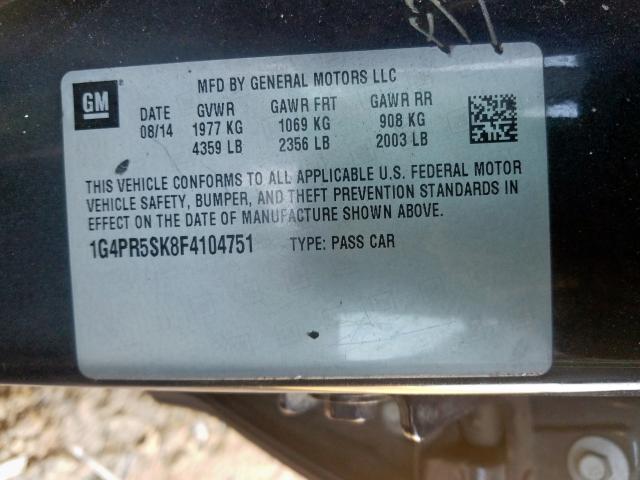 GM
MFD BY GENERAL MOTORS LLC
DATE GVWR GAWR FRT GAWR RR
08/14 1977 KG 1069 KG 908 KG
4359 LB 2356 LB 2003 LB
THIS VEHICLE CONFORMS TO ALL APPLICABLE U.S. FEDERAL MOTOR
VEHICLE SAFETY, BUMPER, AND THEFT PREVENTION STANDARDS IN
EFFECT ON THE DATE OF MANUFACTURE SHOWN ABOVE.
1G4PR5SK8F4104751 TYPE: PASS CAR